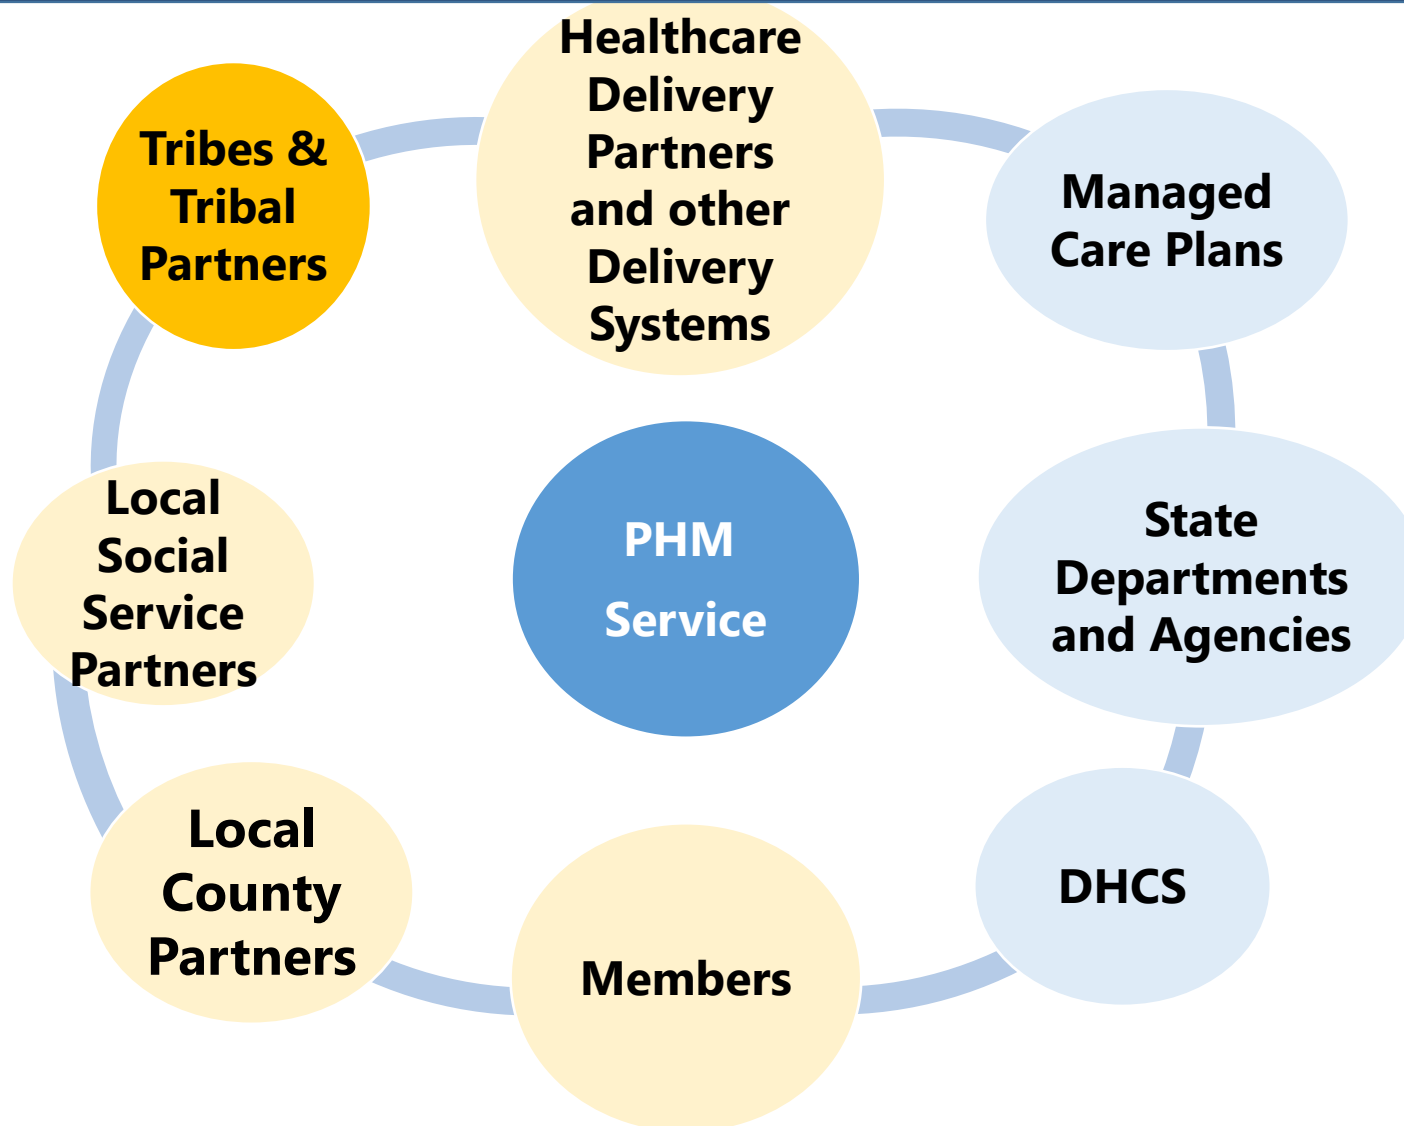 Healthcare
Delivery
Partners
and other
Delivery
Systems
Tribes &
Tribal
Partners
Managed
Care Plans
Local
Social
Service
Partners
PHM
Service
State
Departments
and Agencies
Local
County
Partners
Members
DHCS